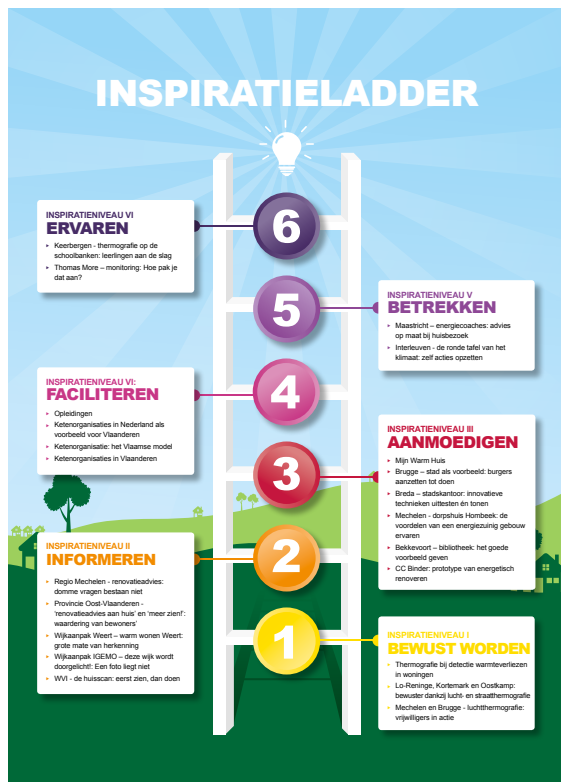 INSPIRATIELADDER
6
INSPIRATIENIVEAU VI
ERVAREN
▸ Keerbergen - thermografie op de
schoolbanken: leerlingen aan de slag
▸ Thomas More – monitoring: Hoe pak je
dat aan?
5
INSPIRATIENIVEAU V
BETREKKEN
▸ Maastricht – energiecoaches: advies
op maat bij huisbezoek
▸ Interleuven - de ronde tafel van het
klimaat: zelf acties opzetten
4
INSPIRATIENIVEAU VI:
FACILITEREN
▸ Opleidingen
▸ Ketenorganisaties in Nederland als
voorbeeld voor Vlaanderen
▸ Ketenorganisatie: het Vlaamse model
▸ Ketenorganisaties in Vlaanderen
3
INSPIRATIENIVEAU III
AANMOEDIGEN
▸ Mijn Warm Huis
▸ Brugge – stad als voorbeeld: burgers
aanzetten tot doen
▸ Breda – stadskantoor: innovatieve
technieken uittesten én tonen
▸ Mechelen - dorpshuis Hombeek: de
voordelen van een energiezuinig gebouw
ervaren
▸ Bekkevoort – bibliotheek: het goede
voorbeeld geven
▸ CC Binder: prototype van energetisch
renoveren
2
INSPIRATIENIVEAU II
INFORMEREN
▸ Regio Mechelen - renovatieadvies:
domme vragen bestaan niet
▸ Provincie Oost-Vlaanderen -
'renovatieadvies aan huis' en 'meer zien!':
waardering van bewoners'
▸ Wijkaanpak Weert – warm wonen Weert:
grote mate van herkenning
▸ Wijkaanpak IGEMO – deze wijk wordt
doorgelicht!: Een foto liegt niet
▸ WVI - de huisscan: eerst zien, dan doen
1
INSPIRATIENIVEAU I
BEWUST WORDEN
▸ Thermografie bij detectie warmteverliezen
in woningen
▸ Lo-Reninge, Kortemark en Oostkamp:
bewuster dankzij lucht- en straatthermografie
▸ Mechelen en Brugge - luchtthermografie:
vrijwilligers in actie